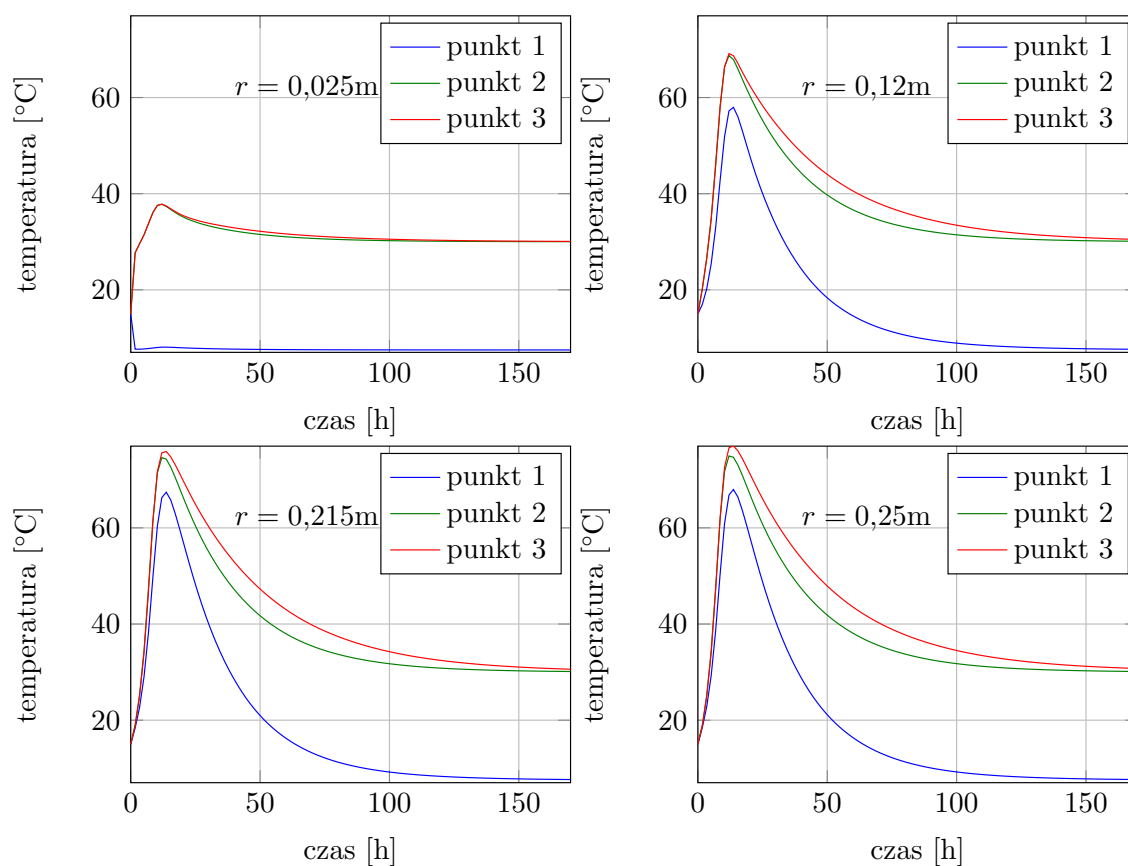 temperatura [°C]
60
40
20
r = 0,025m
punkt 1
punkt 2
punkt 3
0
50
100
150
czas [h]
temperatura [°C]
60
40
20
r = 0,12m
punkt 1
punkt 2
punkt 3
0
50
100
150
czas [h]
temperatura [°C]
60
40
20
r = 0,215m
punkt 1
punkt 2
punkt 3
0
50
100
150
czas [h]
temperatura [°C]
60
40
20
r = 0,25m
punkt 1
punkt 2
punkt 3
0
50
100
150
czas [h]